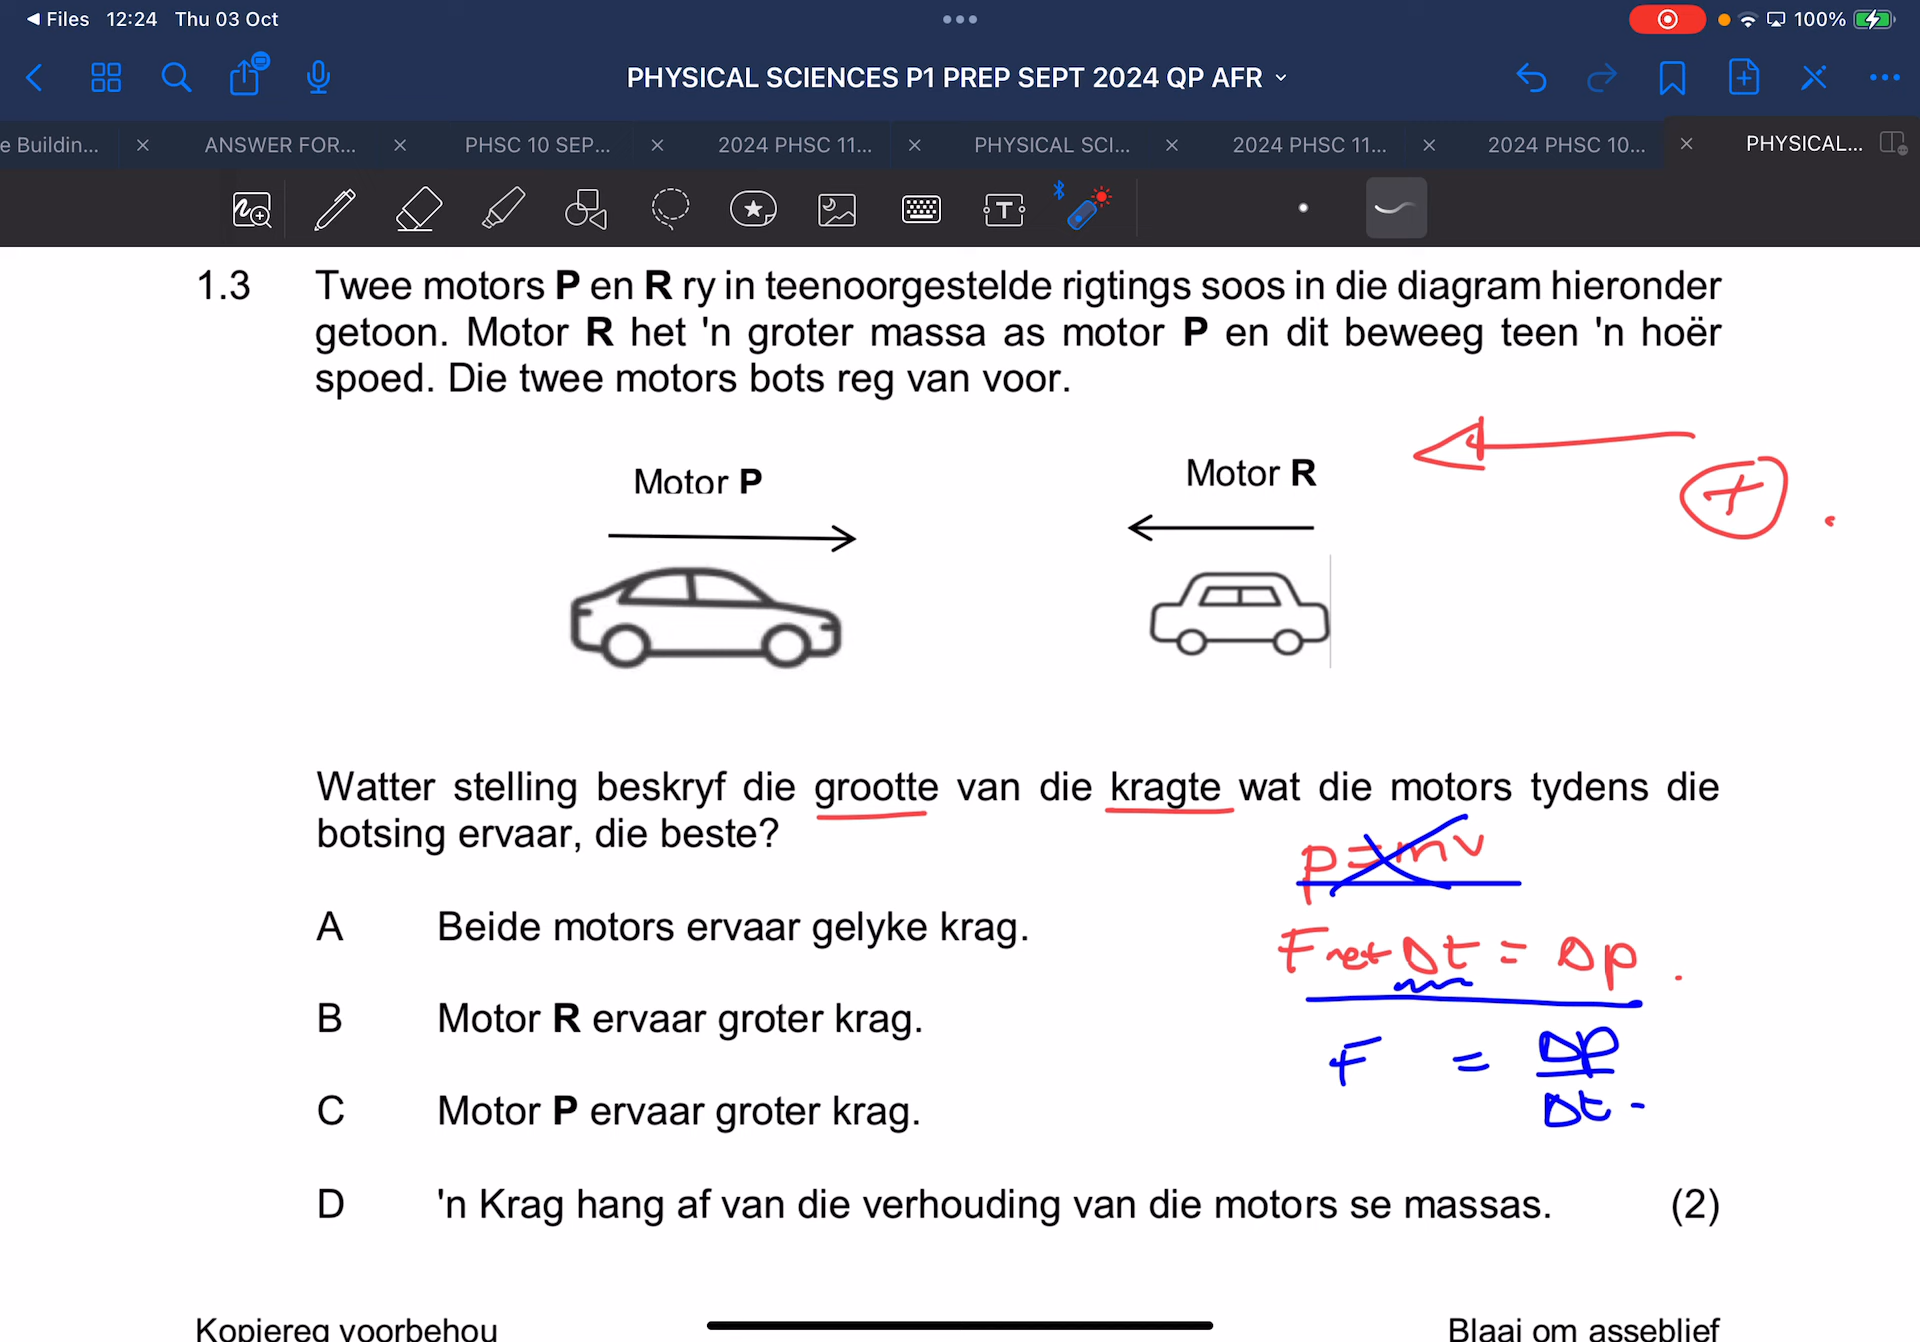 Files 12:24 Thu 03 Oct
100%
PHYSICAL SCIENCES P1 PREP SEPT 2024 QP AFR
e Buildin... ANSWER FOR... PHSC 10 SEP... 2024 PHSC 11... PHYSICAL SCI... 2024 PHSC 11... 2024 PHSC 10... PHYSICAL...
1.3 Twee motors P en R ry in teenoorgestelde rigtings soos in die diagram hieronder
getoon. Motor R het 'n groter massa as motor P en dit beweeg teen 'n hoër
spoed. Die twee motors bots reg van voor.
Motor P
Motor R
+
Watter stelling beskryf die grootte van die kragte wat die motors tydens die
botsing ervaar, die beste?
p=mv
A Beide motors ervaar gelyke krag.
Fnet Δt = Δp
B Motor R ervaar groter krag.
F = Δp
Δt
C Motor P ervaar groter krag.
D 'n Krag hang af van die verhouding van die motors se massas. (2)
Kopiereg voorbehou Blaai om asseblief